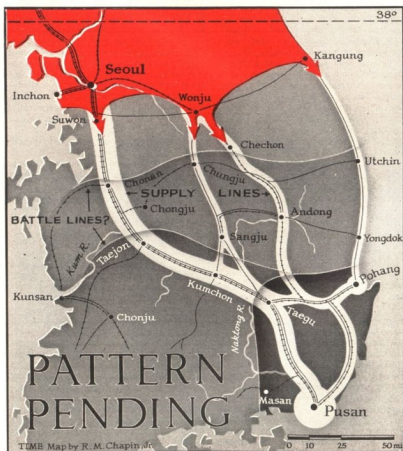 38°
Kangung
Seoul
Inchon
Wonju
Suwon
Chechon
Utchin
Chonan
Chungju
SUPPLY
LINES
BATTLE LINES?
Chongju
Andong
Kum R.
Taejon
Sangju
Yongdok
Pohang
Kunsan
Kumchon
Taegu
Chonju
Naktong R.
PATTERN
PENDING
Masan
Pusan
TIME Map by R.M. Chapin, Jr.
0 10 25 50 mi